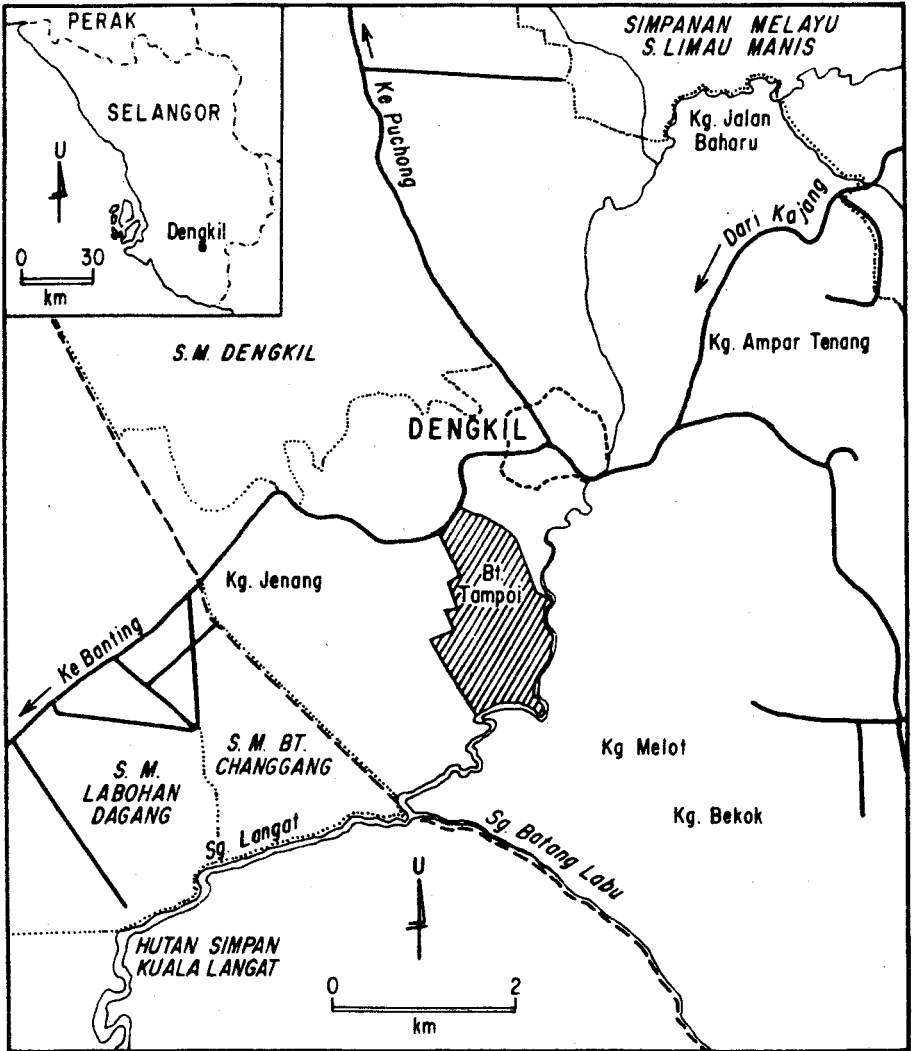 PERAK
SELANGOR
U
Dengkil
0 30
km
SIMPANAN MELAYU
S. LIMAU MANIS
Ke Puchong
Kg. Jalan
Baharu
Dari Kajang
Kg. Ampar Tenang
S.M. DENGKIL
DENGKIL
Bt.
Tampoi
Kg. Jenang
Ke Banting
S. M. BT.
CHANGGANG
S. M.
LABOHAN
DAGANG
Kg Melot
Kg. Bekok
Sg. Langat
Sg. Batang Labu
U
HUTAN SIMPAN
KUALA LANGAT
0 2
km